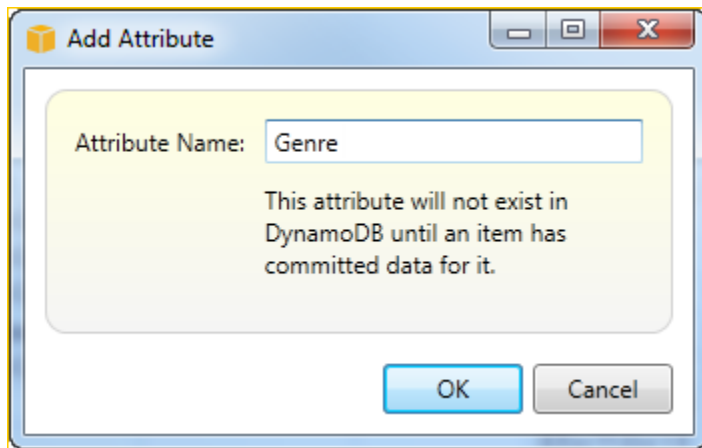 Add Attribute
Attribute Name: Genre
This attribute will not exist in
DynamoDB until an item has
committed data for it.
OK Cancel